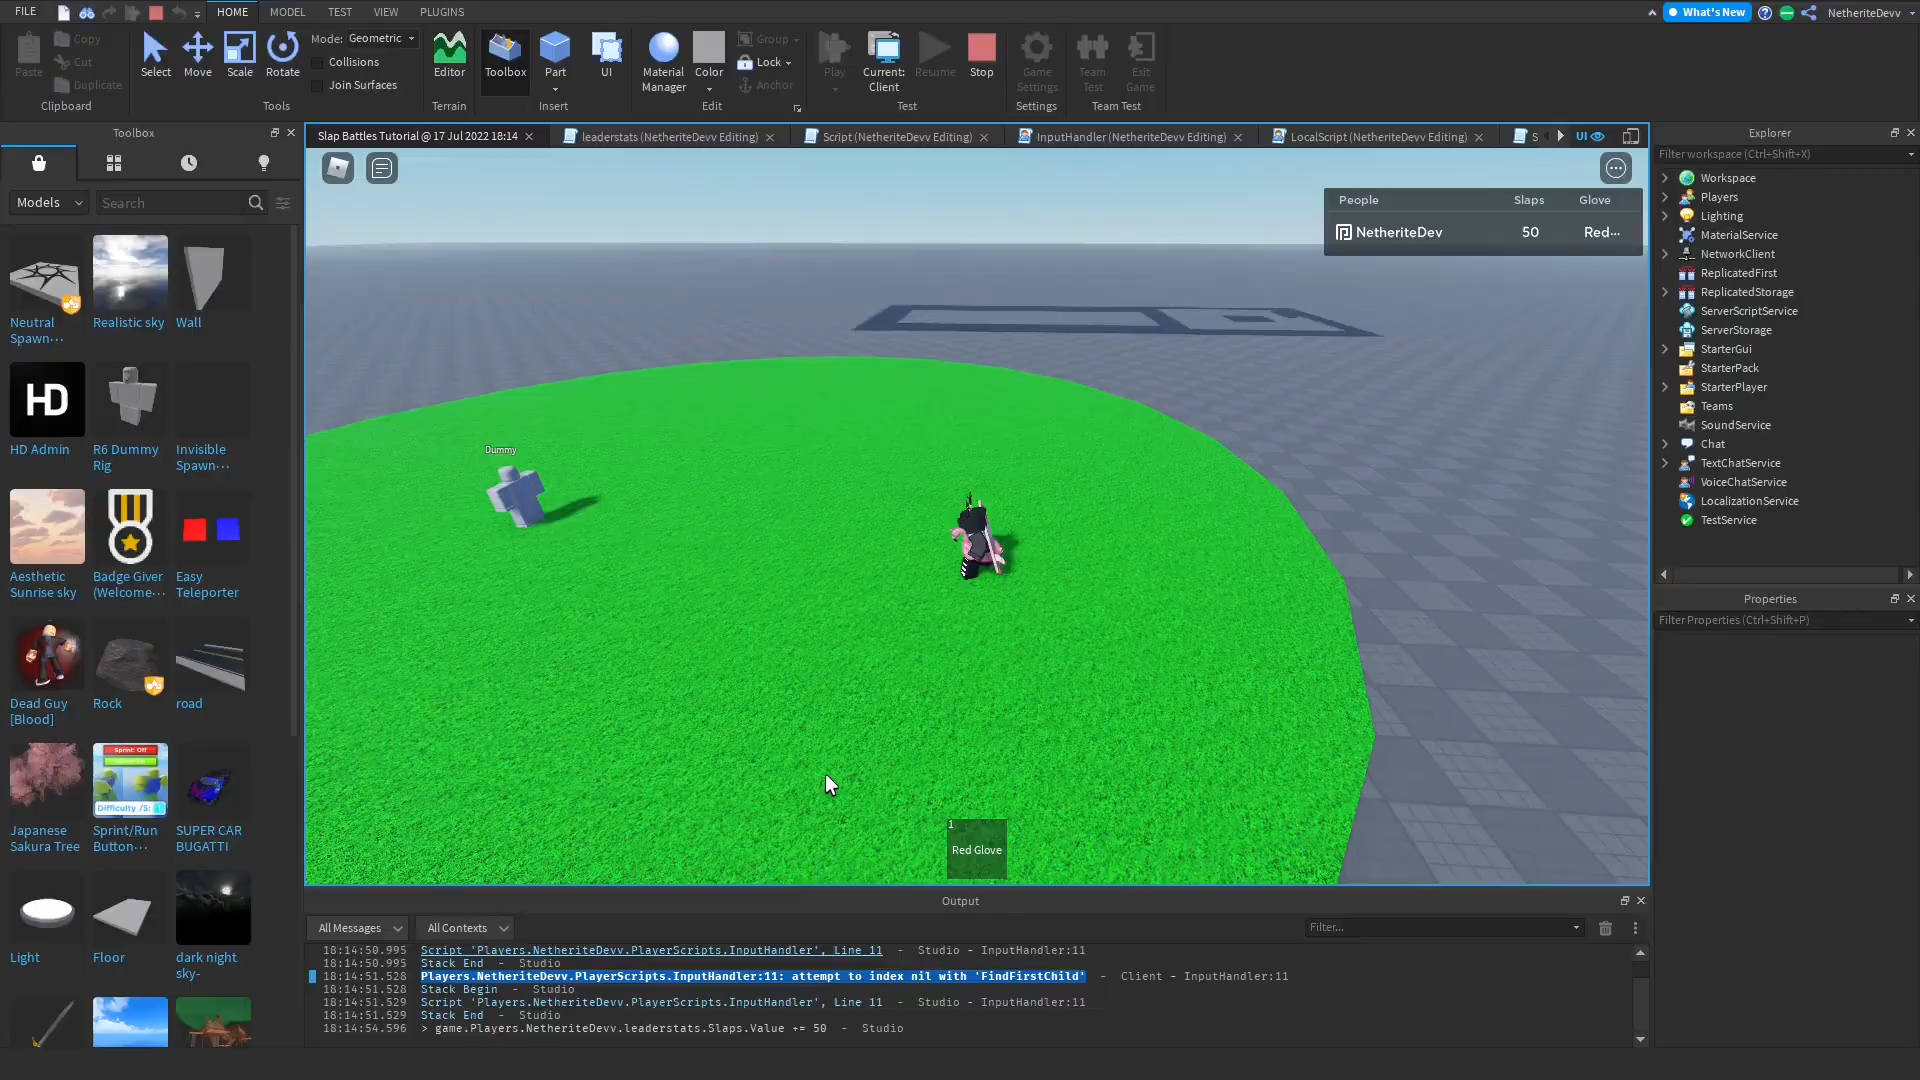 FILE
HOME
MODEL
TEST
VIEW
PLUGINS
What's New
NetheriteDevv
Paste
Copy
Cut
Duplicate
Clipboard
Select
Move
Scale
Rotate
Mode: Geometric
Collisions
Join Surfaces
Tools
Editor
Terrain
Toolbox
Part
UI
Insert
Material Manager
Color
Group
Lock
Anchor
Edit
Play
Current: Client
Resume
Stop
Test
Game Settings
Settings
Team Test
Exit Game
Team Test
Toolbox
Models
Search
Neutral Spawn···
Realistic sky
Wall
HD
HD Admin
R6 Dummy Rig
Invisible Spawn···
Aesthetic Sunrise sky
Badge Giver (Welcome···
Easy Teleporter
Dead Guy [Blood]
Rock
road
Sprint: Off
Difficulty /5: 1
Japanese Sakura Tree
Sprint/Run Button···
SUPER CAR BUGATTI
Light
Floor
dark night sky-
Slap Battles Tutorial @ 17 Jul 2022 18:14
leaderstats (NetheriteDevv Editing)
Script (NetheriteDevv Editing)
InputHandler (NetheriteDevv Editing)
LocalScript (NetheriteDevv Editing)
S
UI
People Slaps Glove
NetheriteDev 50 Red···
Dummy
1
Red Glove
Output
All Messages
All Contexts
Filter...
18:14:50.995 Script 'Players.NetheriteDevv.PlayerScripts.InputHandler', Line 11 - Studio - InputHandler:11
18:14:50.995 Stack End - Studio
18:14:51.528 Players.NetheriteDevv.PlayerScripts.InputHandler:11: attempt to index nil with 'FindFirstChild' - Client - InputHandler:11
18:14:51.528 Stack Begin - Studio
18:14:51.529 Script 'Players.NetheriteDevv.PlayerScripts.InputHandler', Line 11 - Studio - InputHandler:11
18:14:51.529 Stack End - Studio
18:14:54.596 > game.Players.NetheriteDevv.leaderstats.Slaps.Value += 50 - Studio
Explorer
Filter workspace (Ctrl+Shift+X)
Workspace
Players
Lighting
MaterialService
NetworkClient
ReplicatedFirst
ReplicatedStorage
ServerScriptService
ServerStorage
StarterGui
StarterPack
StarterPlayer
Teams
SoundService
Chat
TextChatService
VoiceChatService
LocalizationService
TestService
Properties
Filter Properties (Ctrl+Shift+P)